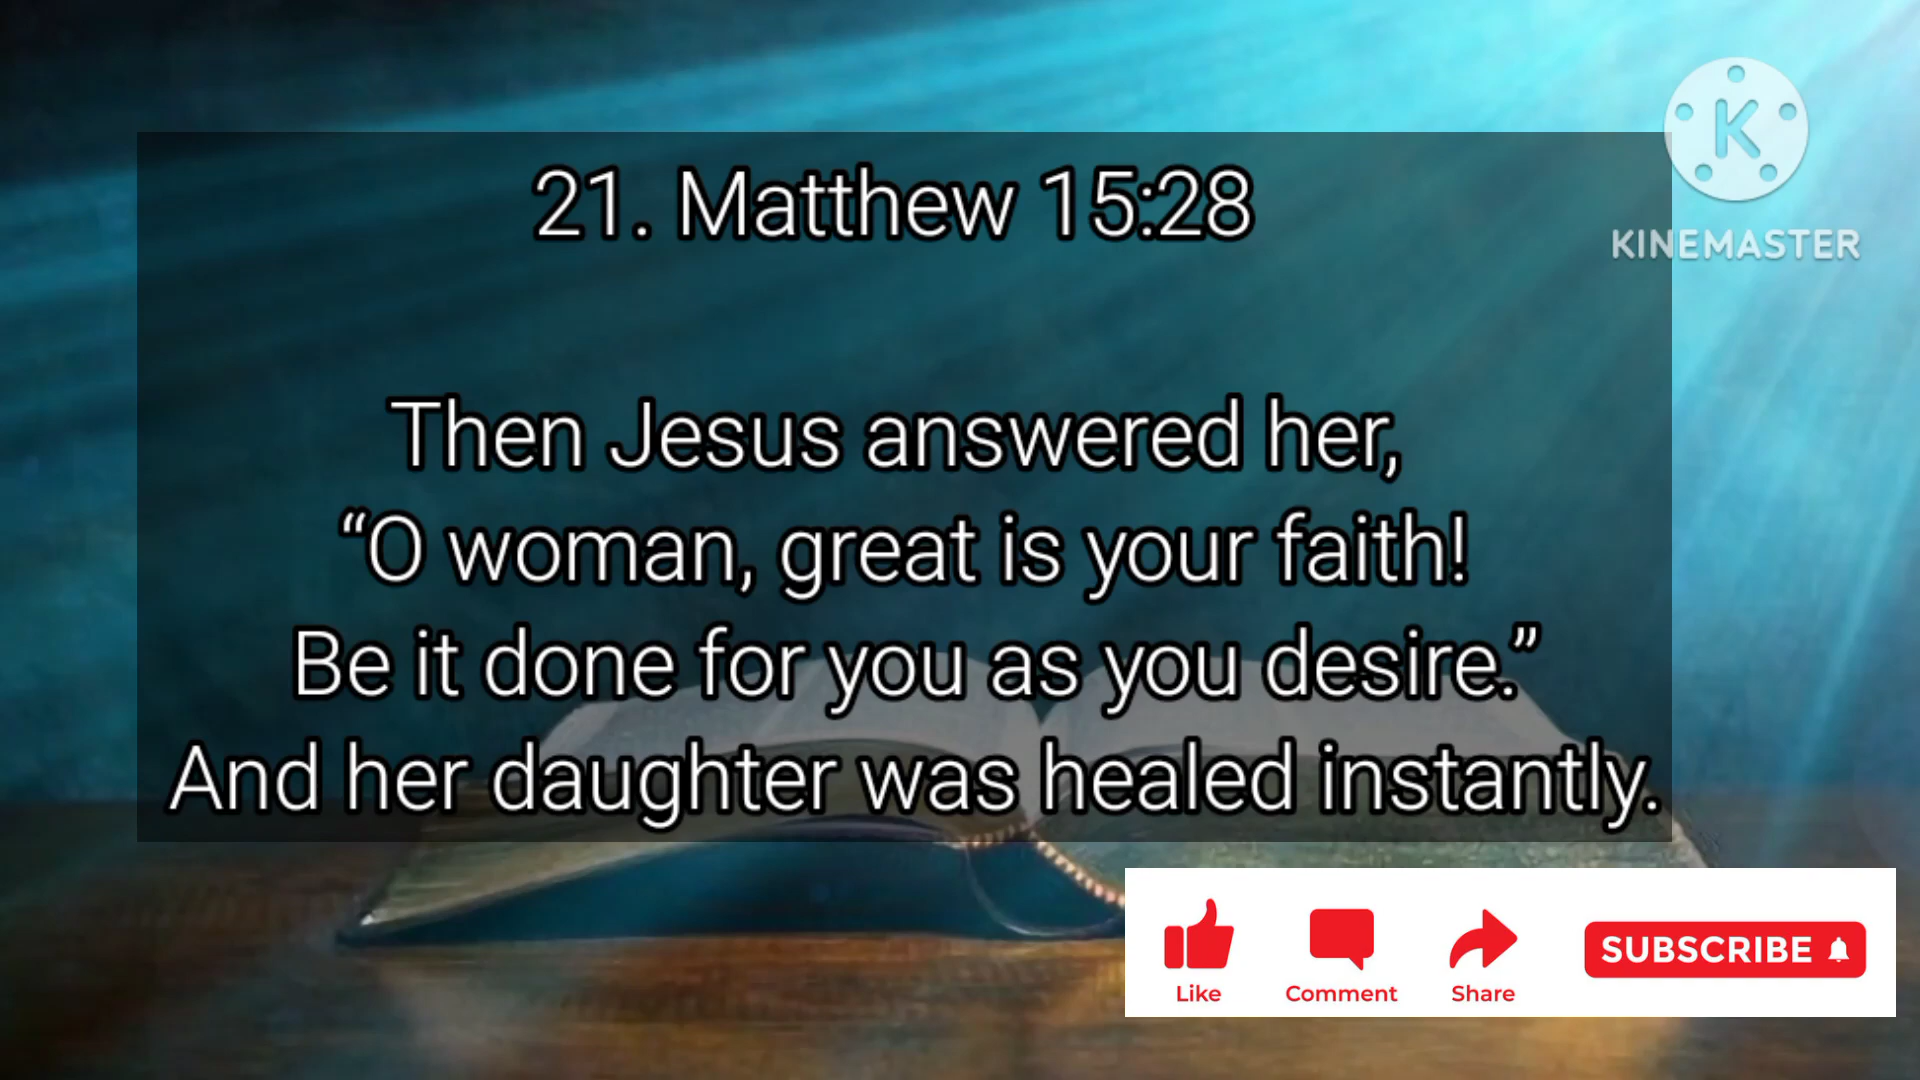 21. Matthew 15:28
KINEMASTER
Then Jesus answered her,
“O woman, great is your faith!
Be it done for you as you desire.”
And her daughter was healed instantly.
Like Comment Share SUBSCRIBE